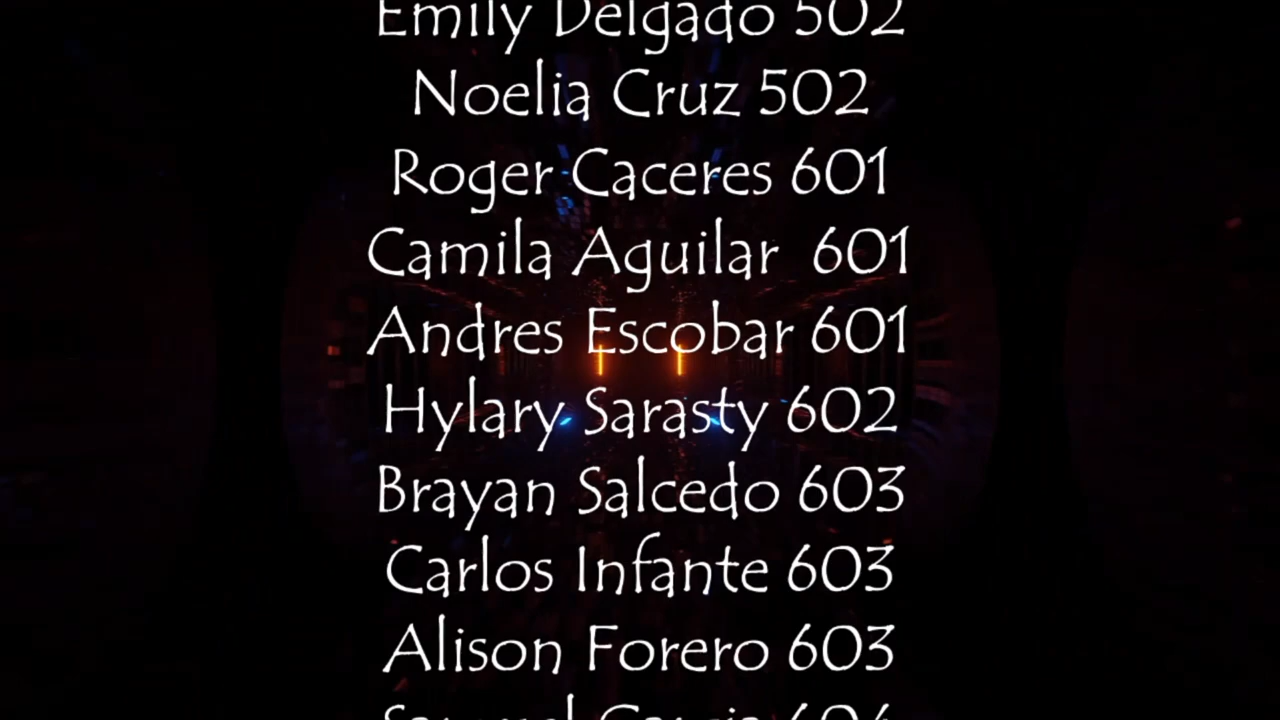 Emily Delgado 502
Noelia Cruz 502
Roger Caceres 601
Camila Aguilar 601
Andres Escobar 601
Hylary Sarasty 602
Brayan Salcedo 603
Carlos Infante 603
Alison Forero 603